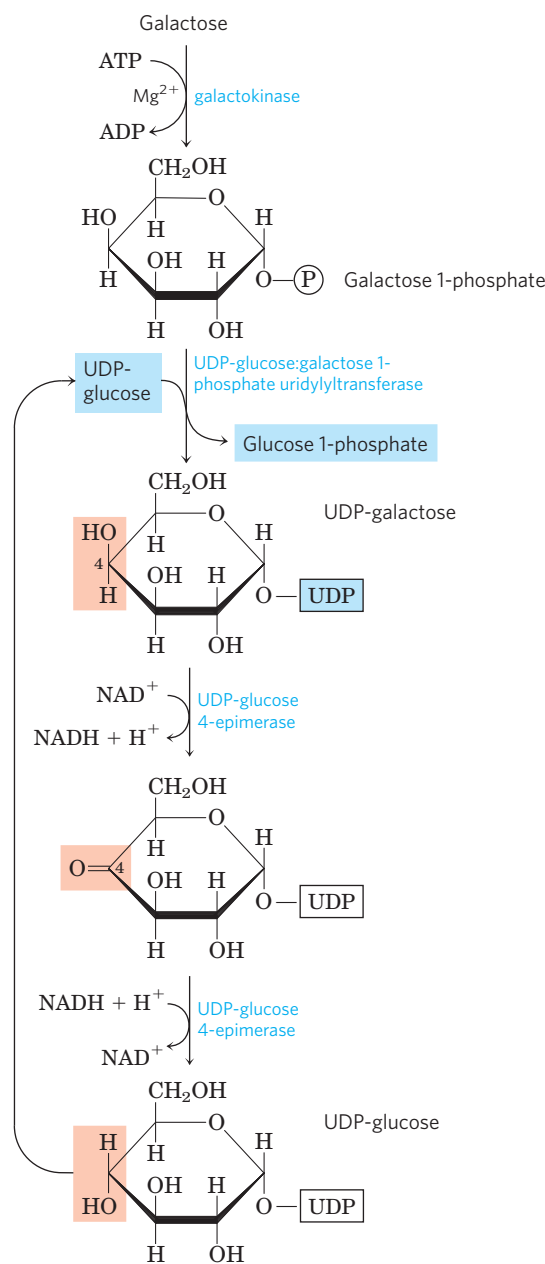 Galactose
ATP
Mg2+ galactokinase
ADP
CH2OH
O
HO H
H
OH H
H O P Galactose 1-phosphate
H OH
UDP-glucose:galactose 1-
phosphate uridylyltransferase
UDP-
glucose
Glucose 1-phosphate
CH2OH
UDP-galactose
O
HO H
H
4
OH H
H O UDP
H OH
NAD+
UDP-glucose
4-epimerase
NADH + H+
CH2OH
O
H
H
O 4
OH H
O UDP
H OH
NADH + H+
UDP-glucose
4-epimerase
NAD+
CH2OH
UDP-glucose
O
H H
H
OH H
HO O UDP
H OH